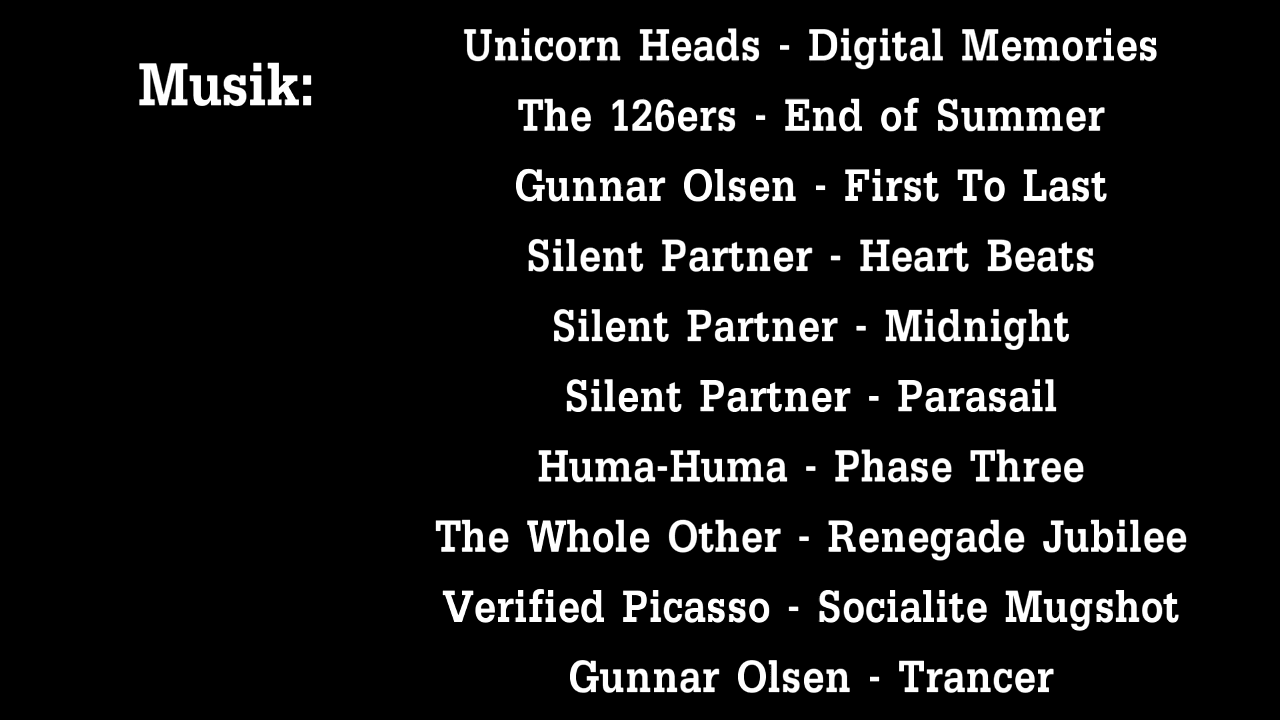 Musik:
Unicorn Heads - Digital Memories
The 126ers - End of Summer
Gunnar Olsen - First To Last
Silent Partner - Heart Beats
Silent Partner - Midnight
Silent Partner - Parasail
Huma-Huma - Phase Three
The Whole Other - Renegade Jubilee
Verified Picasso - Socialite Mugshot
Gunnar Olsen - Trancer